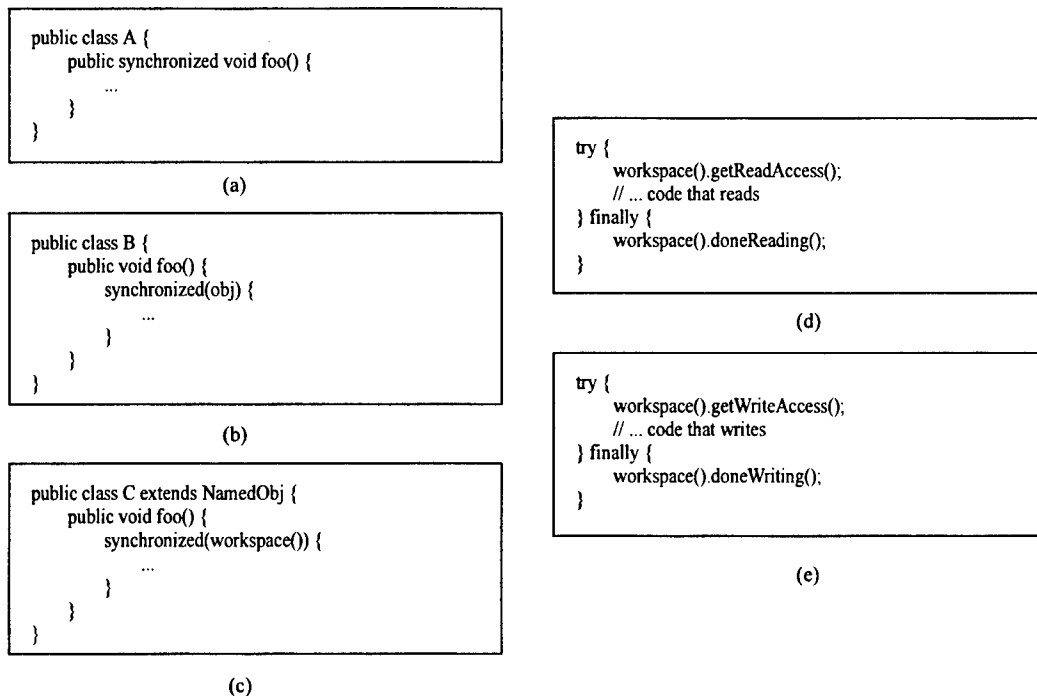 public class A {
public synchronized void foo() {
...
}
}
(a)
public class B {
public void foo() {
synchronized(obj) {
...
}
}
}
(b)
public class C extends NamedObj {
public void foo() {
synchronized(workspace()) {
...
}
}
}
(c)
try {
workspace().getReadAccess();
// ... code that reads
} finally {
workspace().doneReading();
}
(d)
try {
workspace().getWriteAccess();
// ... code that writes
} finally {
workspace().doneWriting();
}
(e)